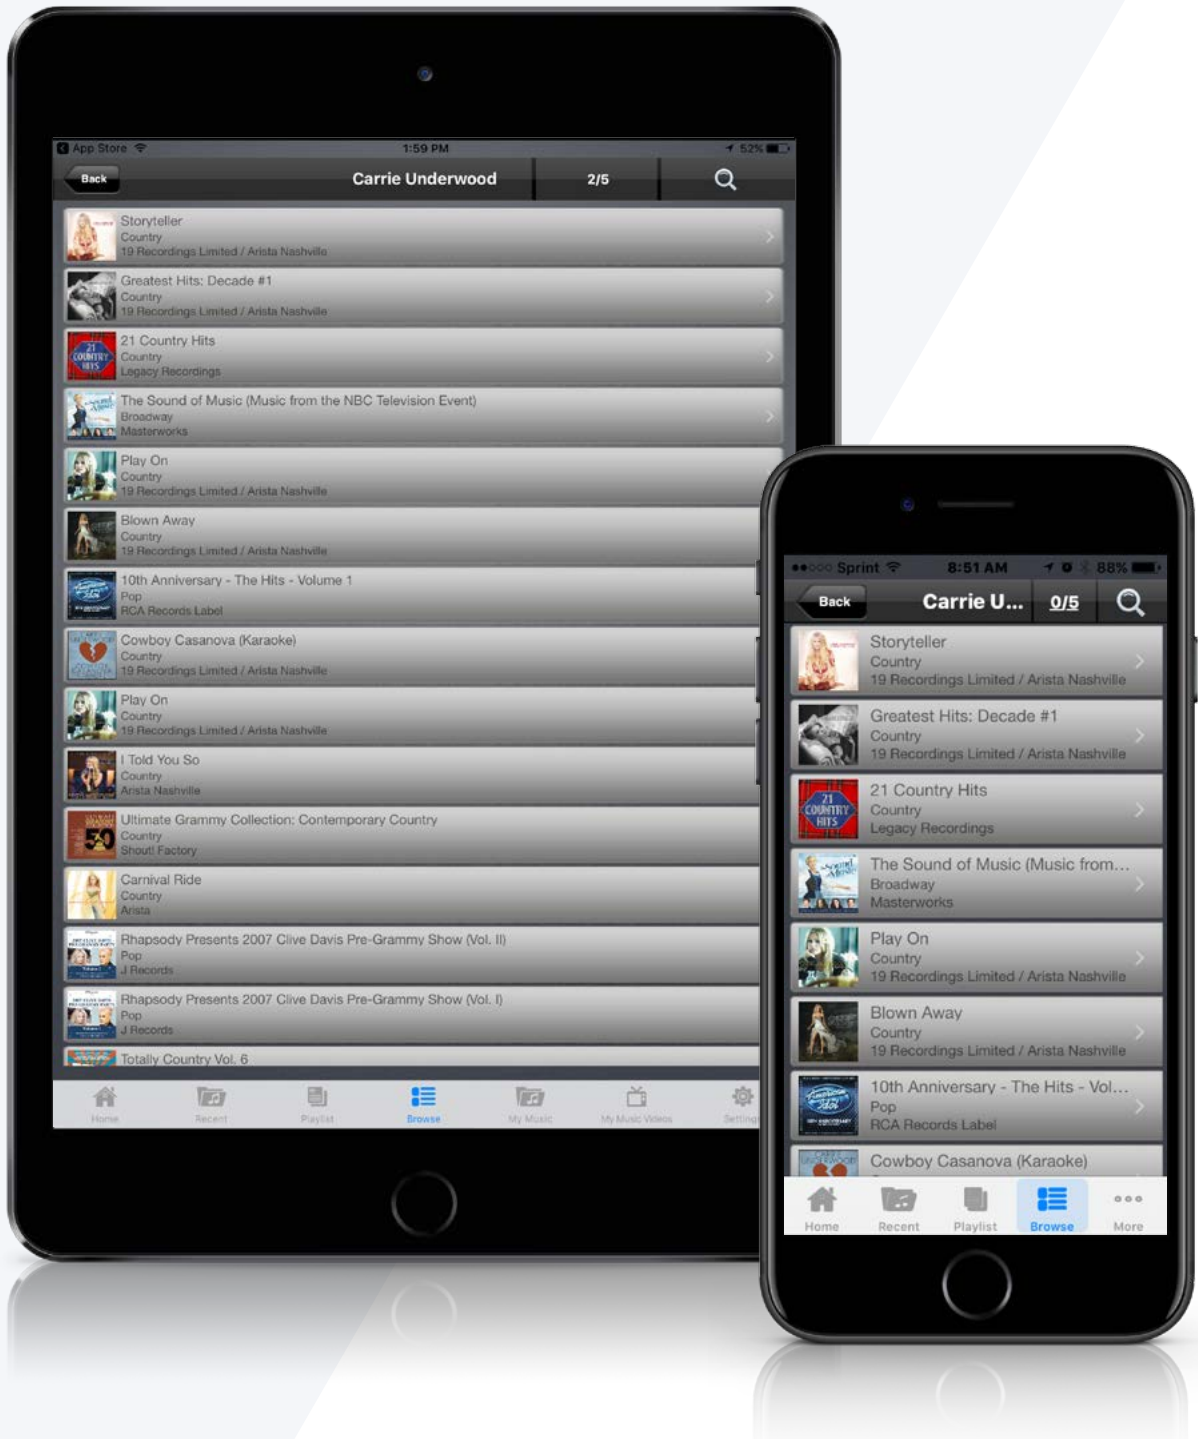 App Store
1:59 PM
52%
Back
Carrie Underwood
2/5
Storyteller
Country
19 Recordings Limited / Arista Nashville
Greatest Hits: Decade #1
Country
19 Recordings Limited / Arista Nashville
21 COUNTRY HITS
21 Country Hits
Country
Legacy Recordings
The Sound of Music (Music from the NBC Television Event)
Broadway
Masterworks
Play On
Country
19 Recordings Limited / Arista Nashville
Blown Away
Country
19 Recordings Limited / Arista Nashville
10th Anniversary - The Hits - Volume 1
Pop
RCA Records Label
Cowboy Casanova (Karaoke)
Country
19 Recordings Limited / Arista Nashville
Play On
Country
19 Recordings Limited / Arista Nashville
I Told You So
Country
Arista Nashville
Ultimate Grammy Collection: Contemporary Country
Country
Shout! Factory
Carnival Ride
Country
Arista
Rhapsody Presents 2007 Clive Davis Pre-Grammy Show (Vol. II)
Pop
J Records
Rhapsody Presents 2007 Clive Davis Pre-Grammy Show (Vol. I)
Pop
J Records
Totally Country Vol. 6
Home
Recent
Playlist
Browse
My Music
My Music Videos
Settings
Sprint
8:51 AM
88%
Back
Carrie U...
0/5
Storyteller
Country
19 Recordings Limited / Arista Nashville
Greatest Hits: Decade #1
Country
19 Recordings Limited / Arista Nashville
21
COUNTRY
HITS
21 Country Hits
Country
Legacy Recordings
The Sound of Music (Music from...
Broadway
Masterworks
Play On
Country
19 Recordings Limited / Arista Nashville
Blown Away
Country
19 Recordings Limited / Arista Nashville
American
Idol
10th Anniversary - The Hits - Vol...
Pop
RCA Records Label
Cowboy Casanova (Karaoke)
Home
Recent
Playlist
Browse
More